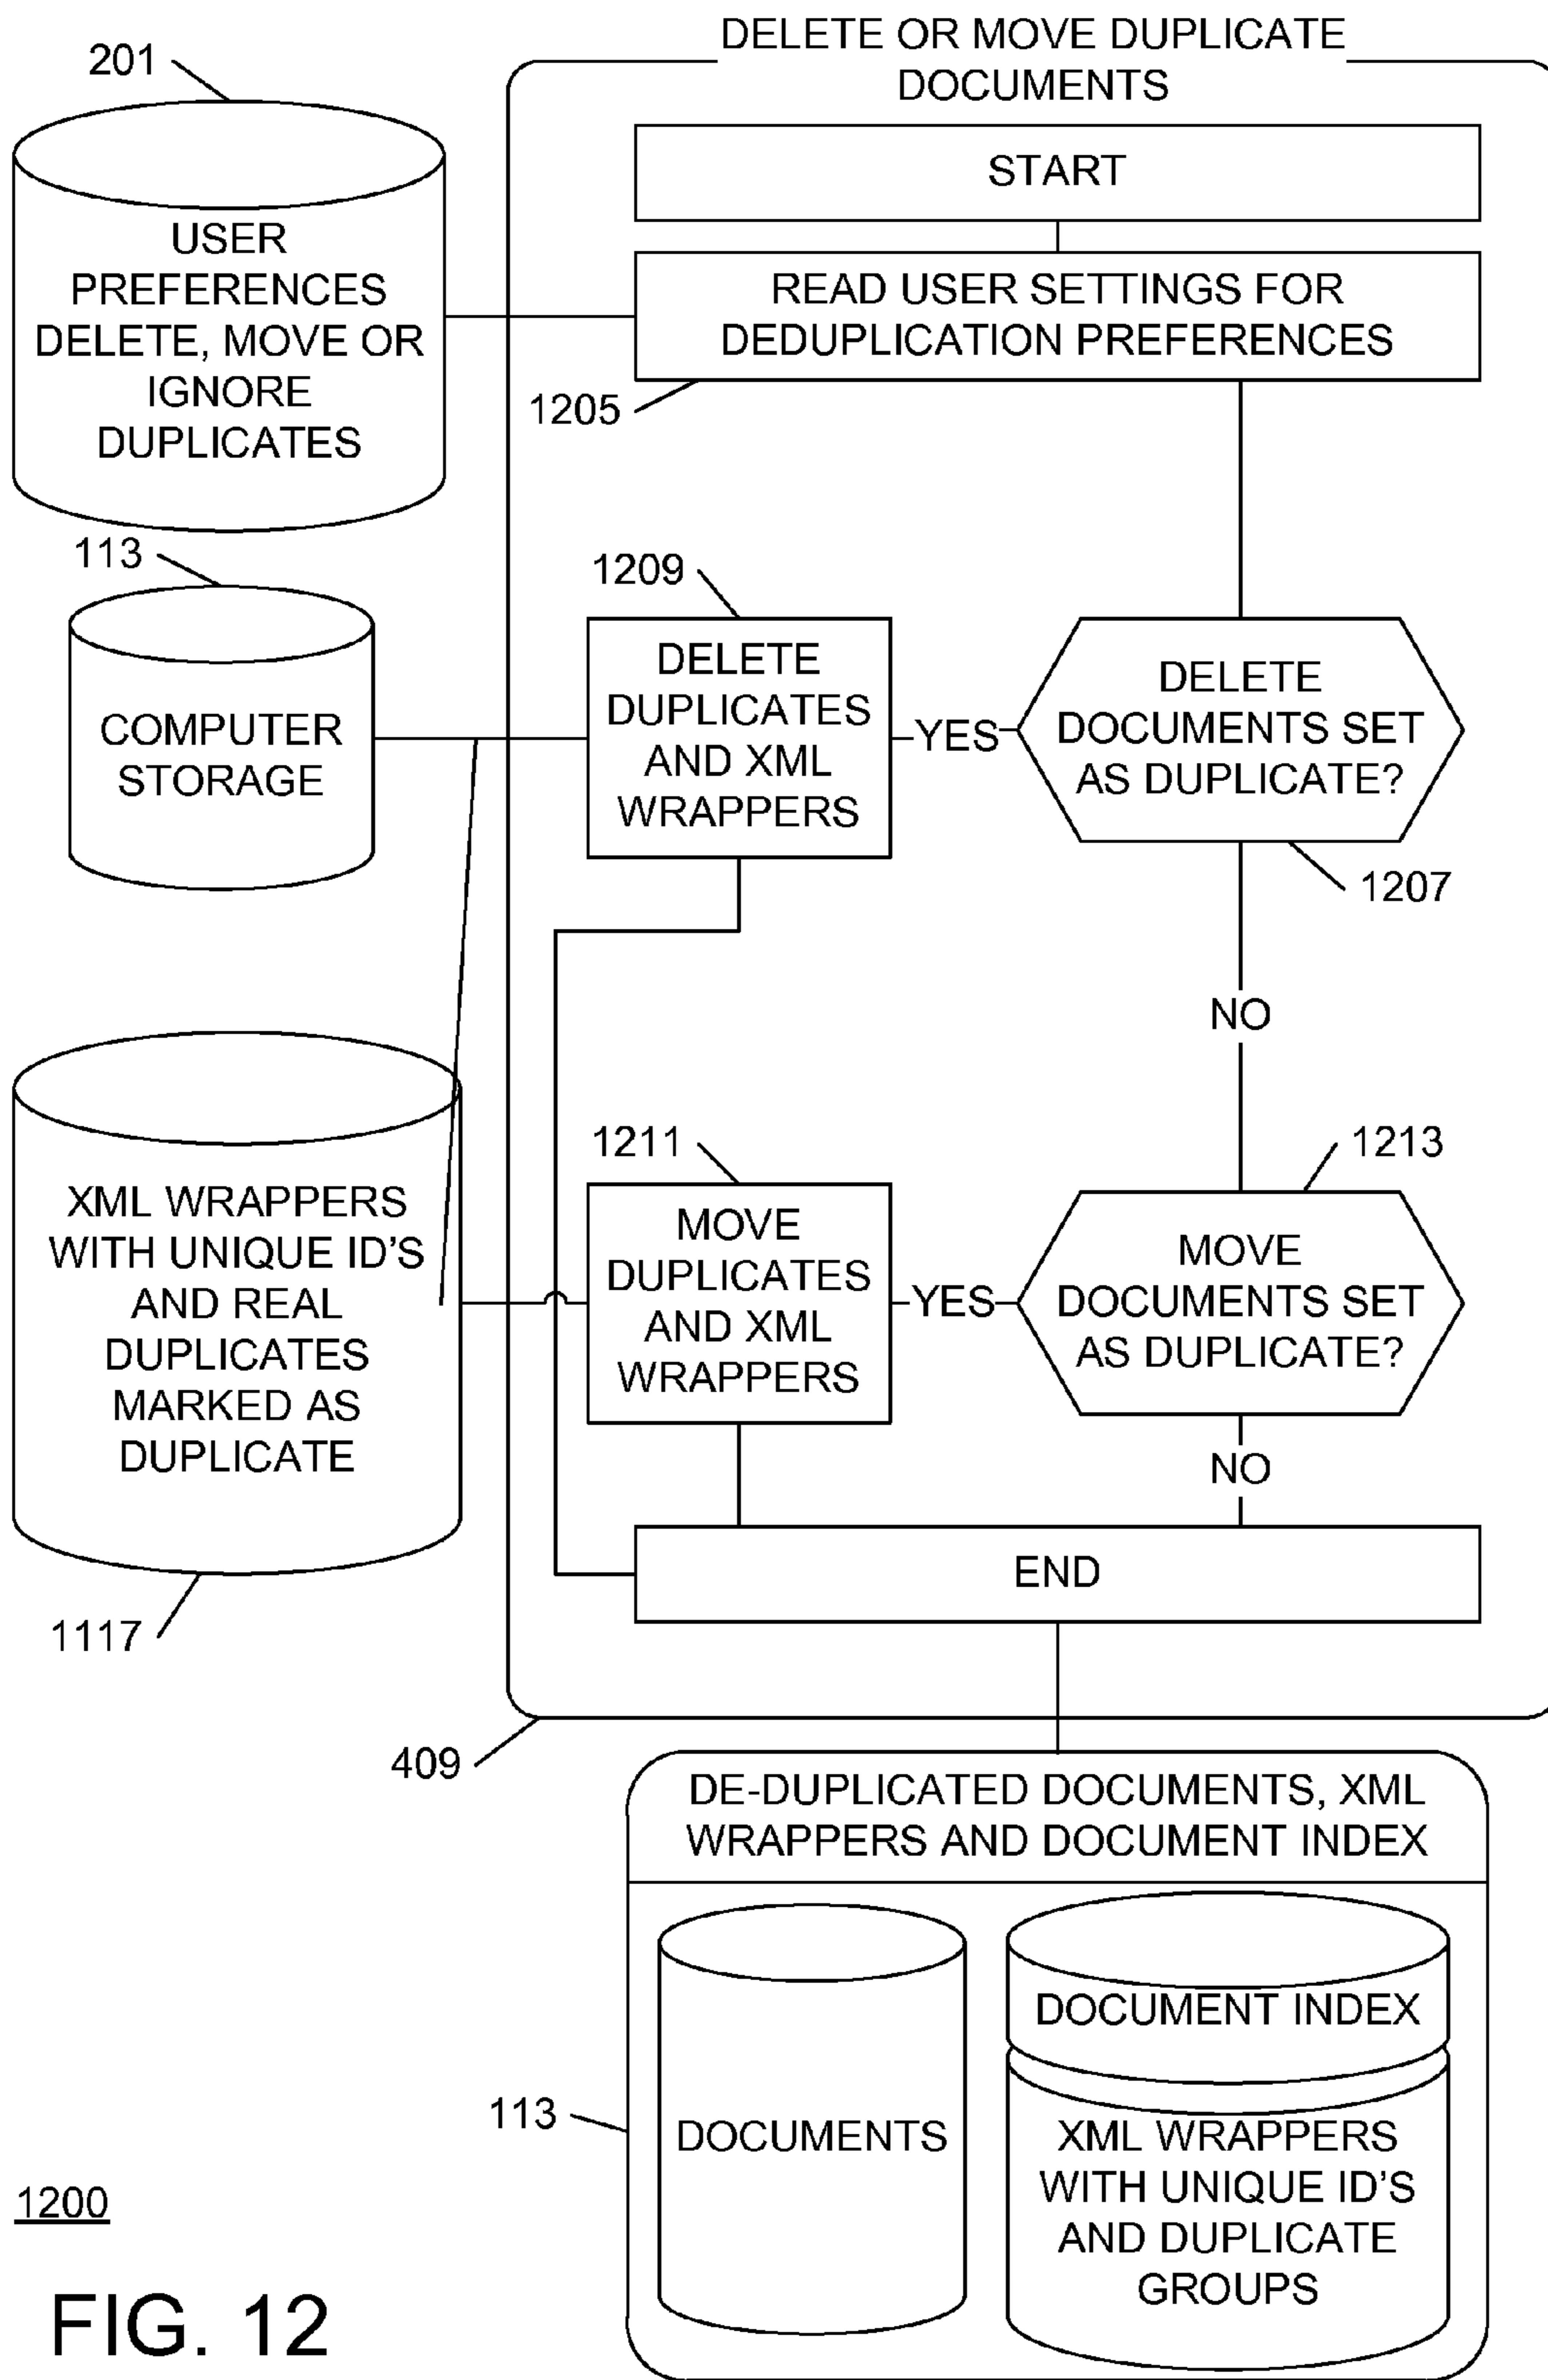 DELETE OR MOVE DUPLICATE
DOCUMENTS
201
START
USER
PREFERENCES
DELETE, MOVE OR
IGNORE
DUPLICATES
READ USER SETTINGS FOR
DEDUPLICATION PREFERENCES
1205
113
COMPUTER
STORAGE
1209
DELETE
DUPLICATES
AND XML
WRAPPERS
YES
DELETE
DOCUMENTS SET
AS DUPLICATE?
1207
NO
XML WRAPPERS
WITH UNIQUE ID'S
AND REAL
DUPLICATES
MARKED AS
DUPLICATE
1117
1211
MOVE
DUPLICATES
AND XML
WRAPPERS
YES
1213
MOVE
DOCUMENTS SET
AS DUPLICATE?
NO
END
409
DE-DUPLICATED DOCUMENTS, XML
WRAPPERS AND DOCUMENT INDEX
113
DOCUMENTS
DOCUMENT INDEX
XML WRAPPERS
WITH UNIQUE ID'S
AND DUPLICATE
GROUPS
1200
FIG. 12